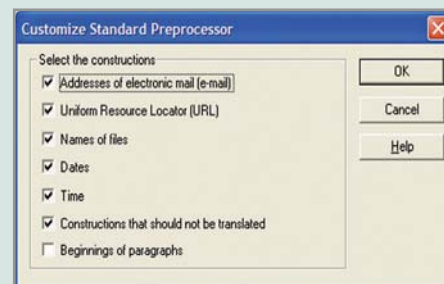 Customize Standard Preprocessor
Select the constructions
Addresses of electronic mail (e-mail)
Uniform Resource Locator (URL)
Names of files
Dates
Time
Constructions that should not be translated
Beginnings of paragraphs
OK
Cancel
Help